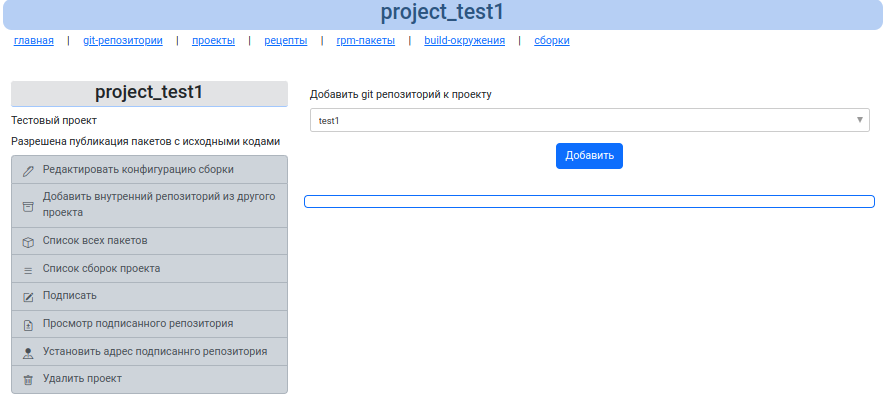 project_test1
главная | git-репозитории | проекты | рецепты | rpm-пакеты | build-окружения | сборки
project_test1
Тестовый проект
Разрешена публикация пакетов с исходными кодами
Редактировать конфигурацию сборки
Добавить внутренний репозиторий из другого
проекта
Список всех пакетов
Список сборок проекта
Подписать
Просмотр подписанного репозитория
Установить адрес подписаннго репозитория
Удалить проект
Добавить git репозиторий к проекту
test1
Добавить